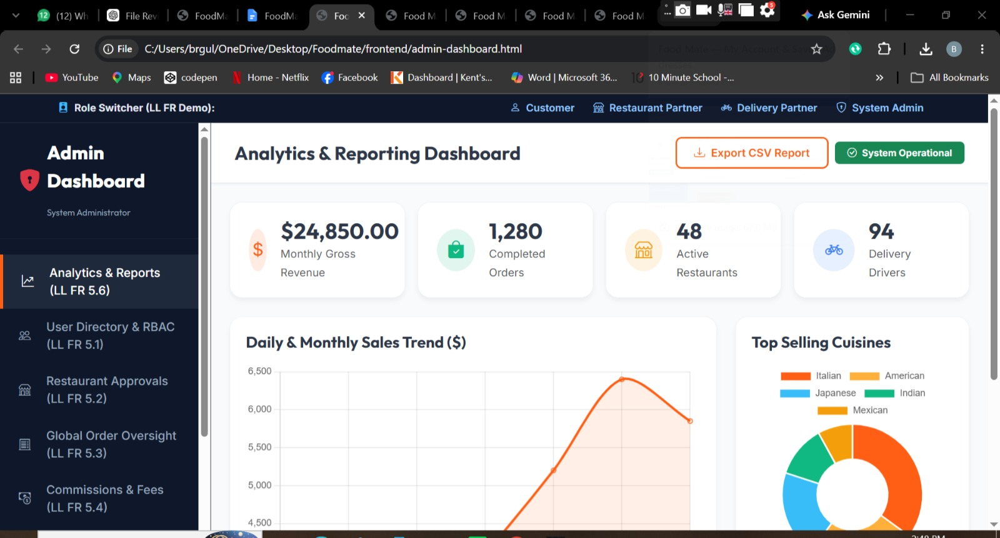 12
(12) Wh
File Rev
FoodMa
FoodMa
Foo
Food M
Food M
Food M
Food M
5
Ask Gemini
File
C:/Users/brgul/OneDrive/Desktop/Foodmate/frontend/admin-dashboard.html
B
YouTube
Maps
codepen
Home - Netflix
Facebook
Dashboard | Kent's...
Word | Microsoft 36...
10 Minute School -...
All Bookmarks
Role Switcher (LL FR Demo):
Customer
Restaurant Partner
Delivery Partner
System Admin
Admin
Dashboard
System Administrator
Analytics & Reports
(LL FR 5.6)
User Directory & RBAC
(LL FR 5.1)
Restaurant Approvals
(LL FR 5.2)
Global Order Oversight
(LL FR 5.3)
Commissions & Fees
(LL FR 5.4)
Analytics & Reporting Dashboard
Export CSV Report
System Operational
$24,850.00
Monthly Gross
Revenue
1,280
Completed
Orders
48
Active
Restaurants
94
Delivery
Drivers
Daily & Monthly Sales Trend ($)
6,500
6,000
5,500
5,000
4,500
Top Selling Cuisines
Italian
American
Japanese
Indian
Mexican